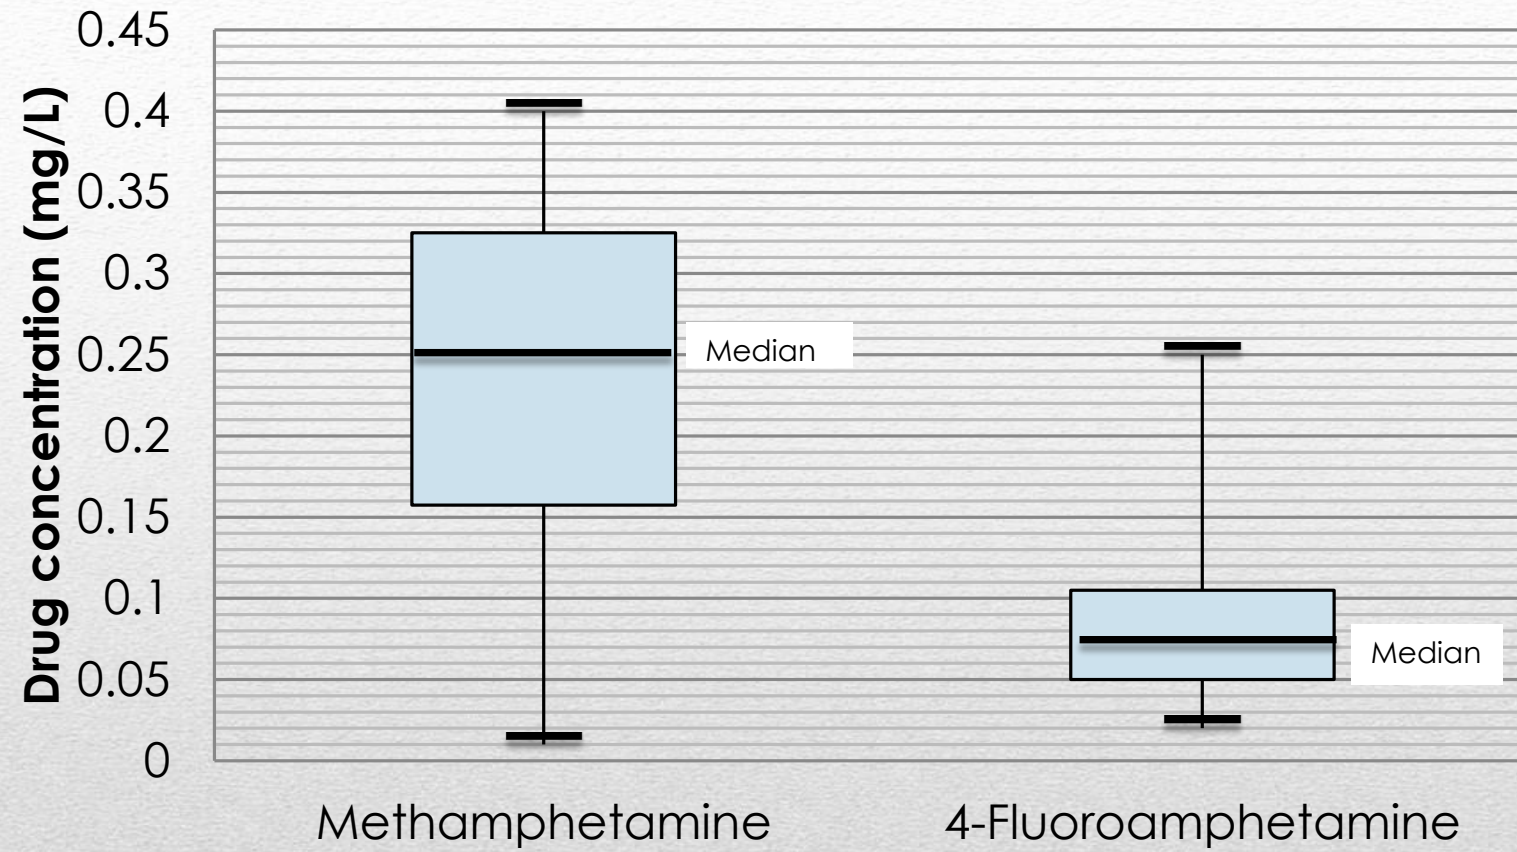 Drug concentration (mg/L)
0.45
0.4
0.35
0.3
0.25
0.2
0.15
0.1
0.05
0
Median
Median
Methamphetamine
4-Fluoroamphetamine